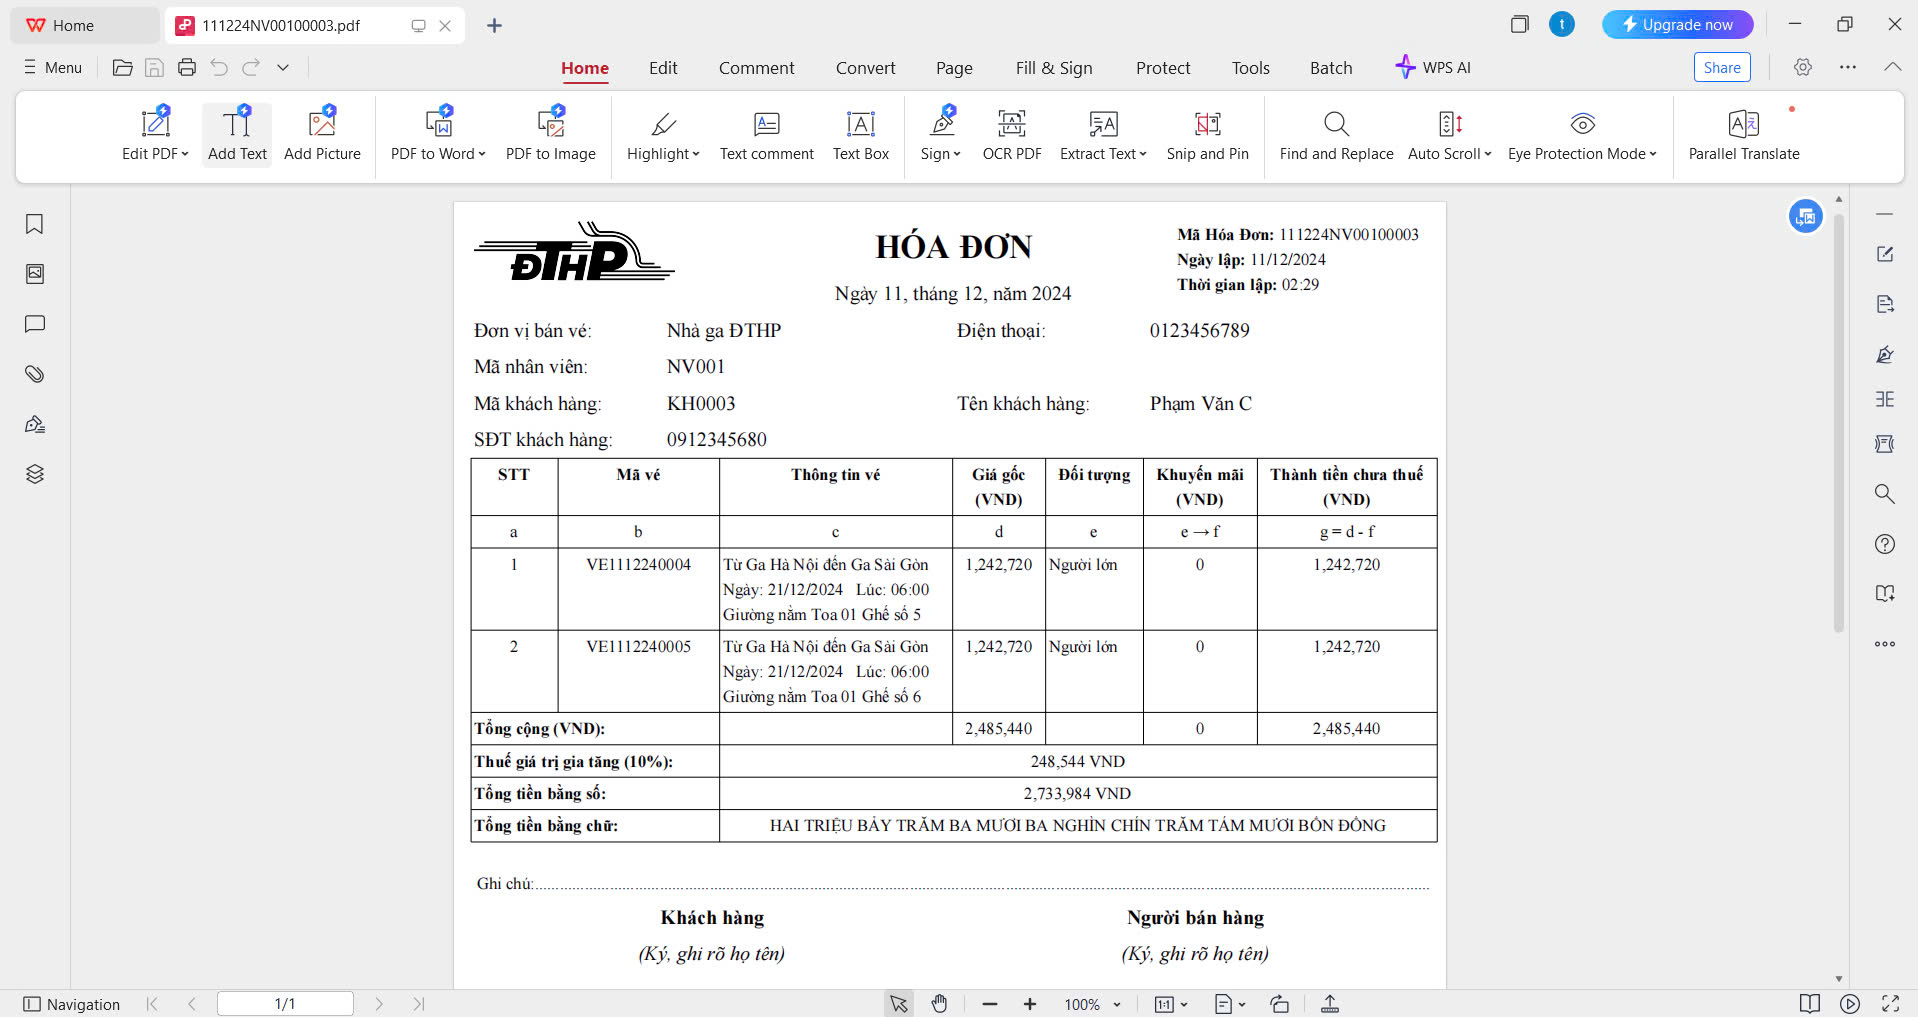 Home
111224NV00100003.pdf
t
Upgrade now
Menu
Home Edit Comment Convert Page Fill & Sign Protect Tools Batch WPS AI
Share
Edit PDF Add Text Add Picture PDF to Word PDF to Image Highlight Text comment Text Box Sign OCR PDF Extract Text Snip and Pin Find and Replace Auto Scroll Eye Protection Mode Parallel Translate
ĐTHP
HÓA ĐƠN
Ngày 11, tháng 12, năm 2024
Mã Hóa Đơn: 111224NV00100003
Ngày lập: 11/12/2024
Thời gian lập: 02:29
Đơn vị bán vé: Nhà ga ĐTHP Điện thoại: 0123456789
Mã nhân viên: NV001
Mã khách hàng: KH0003 Tên khách hàng: Phạm Văn C
SĐT khách hàng: 0912345680
STT Mã vé Thông tin vé Giá gốc Đối tượng Khuyến mãi Thành tiền chưa thuế
(VND) (VND) (VND)
a b c d e e → f g = d - f
1 VE1112240004 Từ Ga Hà Nội đến Ga Sài Gòn 1,242,720 Người lớn 0 1,242,720
Ngày: 21/12/2024 Lúc: 06:00
Giường nằm Toa 01 Ghế số 5
2 VE1112240005 Từ Ga Hà Nội đến Ga Sài Gòn 1,242,720 Người lớn 0 1,242,720
Ngày: 21/12/2024 Lúc: 06:00
Giường nằm Toa 01 Ghế số 6
Tổng cộng (VND): 2,485,440 0 2,485,440
Thuế giá trị gia tăng (10%): 248,544 VND
Tổng tiền bằng số: 2,733,984 VND
Tổng tiền bằng chữ: HAI TRIỆU BẢY TRĂM BA MƯƠI BA NGHÌN CHÍN TRĂM TÁM MƯƠI BỐN ĐỒNG
Ghi chú:
Khách hàng Người bán hàng
(Ký, ghi rõ họ tên) (Ký, ghi rõ họ tên)
Navigation 1/1 100%